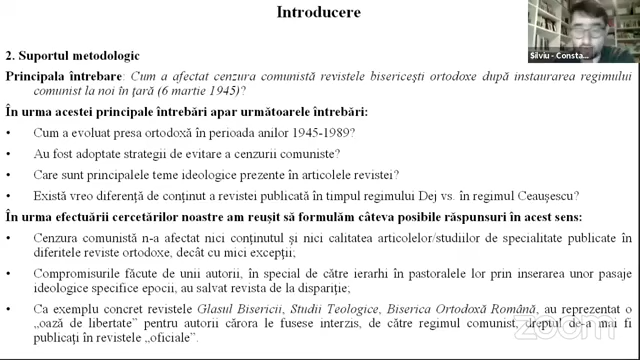 Introducere
Silviu - Consta...
2. Suportul metodologic
Principala întrebare: Cum a afectat cenzura comunistă revistele bisericești ortodoxe după instaurarea regimului
comunist la noi în țară (6 martie 1945)?
În urma acestei principale întrebări apar următoarele întrebări:
• Cum a evoluat presa ortodoxă în perioada anilor 1945-1989?
• Au fost adoptate strategii de evitare a cenzurii comuniste?
• Care sunt principalele teme ideologice prezente în articolele revistei?
• Există vreo diferență de conținut a revistei publicată în timpul regimului Dej vs. în regimul Ceaușescu?
În urma efectuării cercetărilor noastre am reușit să formulăm câteva posibile răspunsuri în acest sens:
• Cenzura comunistă n-a afectat nici conținutul și nici calitatea articolelor/studiilor de specialitate publicate în
diferitele reviste ortodoxe, decât cu mici excepții;
• Compromisurile făcute de unii autorii, în special de către ierarhi în pastoralele lor prin inserarea unor pasaje
ideologice specifice epocii, au salvat revista de la dispariție;
• Ca exemplu concret revistele Glasul Bisericii, Studii Teologice, Biserica Ortodoxă Română, au reprezentat o
„oază de libertate” pentru autorii cărora le fusese interzis, de către regimul comunist, dreptul de-a mai fi
publicați în revistele „oficiale”.
zoom